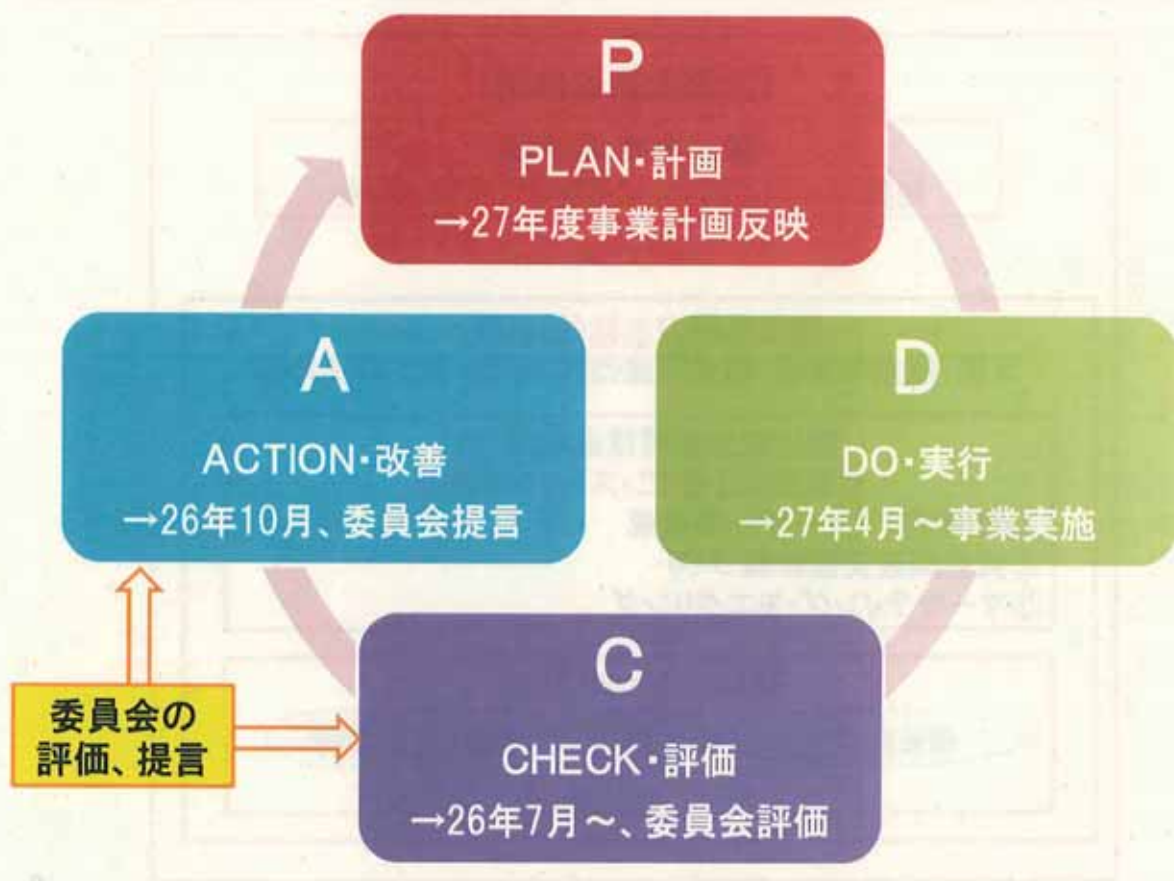 P
PLAN・計画
→27年度事業計画反映
A
ACTION・改善
→26年10月、委員会提言
D
DO・実行
→27年4月～事業実施
委員会の
評価、提言
C
CHECK・評価
→26年7月～、委員会評価